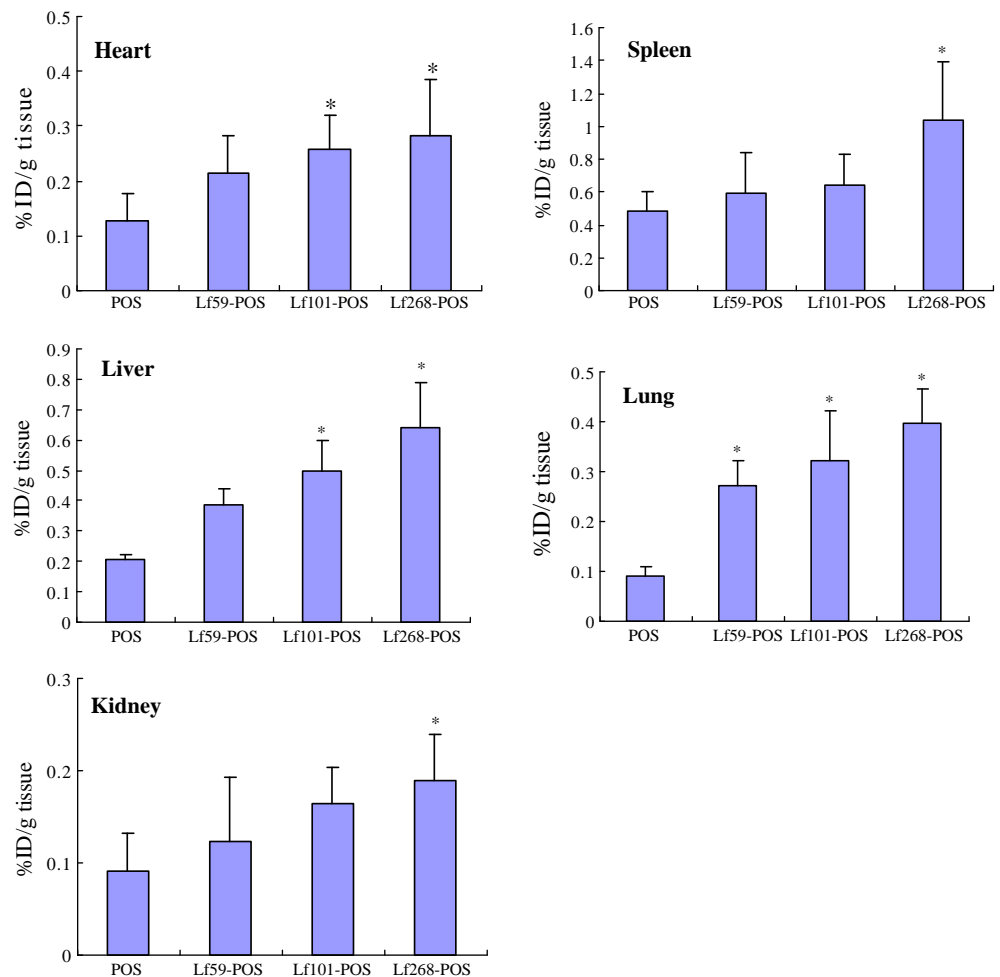 Heart
%ID/g tissue
0.5
0.4
0.3
0.2
0.1
0
*
*
POS Lf59-POS Lf101-POS Lf268-POS
Spleen
%ID/g tissue
1.6
1.4
1.2
1
0.8
0.6
0.4
0.2
0
*
POS Lf59-POS Lf101-POS Lf268-POS
Liver
%ID/g tissue
0.9
0.8
0.7
0.6
0.5
0.4
0.3
0.2
0.1
0
*
*
POS Lf59-POS Lf101-POS Lf268-POS
Lung
%ID/g tissue
0.5
0.4
0.3
0.2
0.1
0
*
*
*
POS Lf59-POS Lf101-POS Lf268-POS
Kidney
%ID/g tissue
0.3
0.2
0.1
0
*
POS Lf59-POS Lf101-POS Lf268-POS